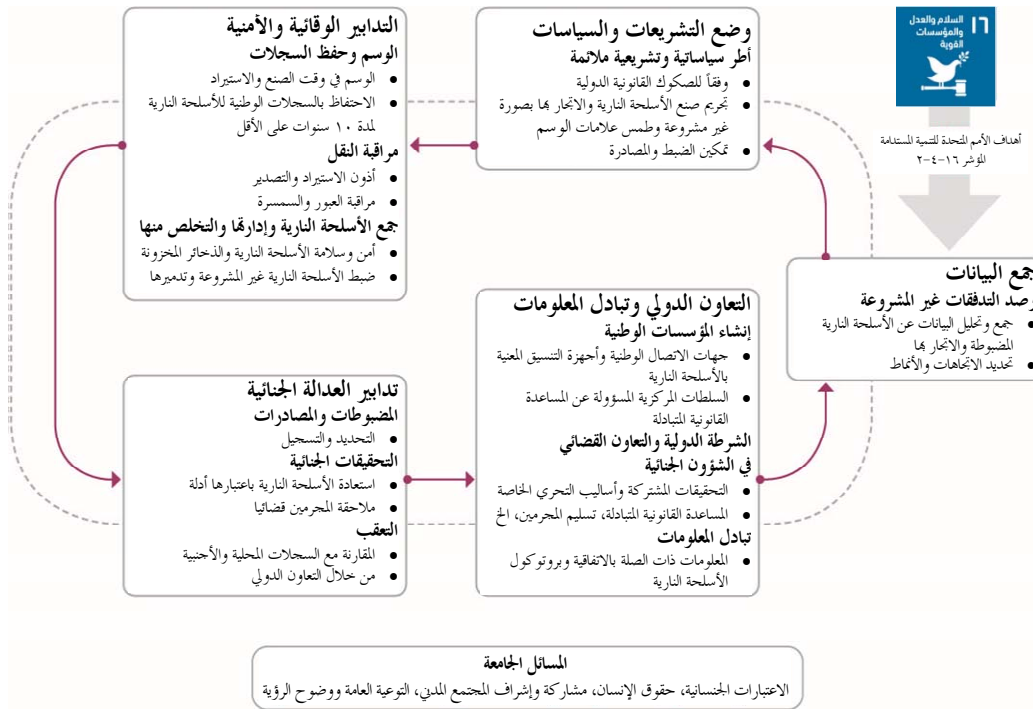 ١٦
السلام والعدل
والمؤسسات
القوية
أهداف الأمم المتحدة للتنمية المستدامة
المؤشر ١٦-٤-٢
جمع البيانات
رصد التدفقات غير المشروعة
• جمع وتحليل البيانات عن الأسلحة النارية
المضبوطة والاتجار بها
• تحديد الاتجاهات والأنماط
وضع التشريعات والسياسات
أطر سياساتية وتشريعية ملائمة
• وفقاً للصكوك القانونية الدولية
• تجريم صنع الأسلحة النارية والاتجار بها بصورة
غير مشروعة وطمس علامات الوسم
• تمكين الضبط والمصادرة
التدابير الوقائية والأمنية
الوسم وحفظ السجلات
• الوسم في وقت الصنع والاستيراد
• الاحتفاظ بالسجلات الوطنية للأسلحة النارية
لمدة ١٠ سنوات على الأقل
مراقبة النقل
• أذون الاستيراد والتصدير
• مراقبة العبور والسمسرة
جمع الأسلحة النارية وإدارتها والتخلص منها
• أمن وسلامة الأسلحة النارية والذخائر المخزونة
• ضبط الأسلحة النارية غير المشروعة وتدميرها
تدابير العدالة الجنائية
المضبوطات والمصادرات
• التحديد والتسجيل
التحقيقات الجنائية
• استعادة الأسلحة النارية باعتبارها أدلة
• ملاحقة المجرمين قضائيا
التعقب
• المقارنة مع السجلات المحلية والأجنبية
• من خلال التعاون الدولي
التعاون الدولي وتبادل المعلومات
إنشاء المؤسسات الوطنية
• جهات الاتصال الوطنية وأجهزة التنسيق المعنية
بالأسلحة النارية
• السلطات المركزية المسؤولة عن المساعدة
القانونية المتبادلة
الشرطة الدولية والتعاون القضائي
في الشؤون الجنائية
• التحقيقات المشتركة وأساليب التحري الخاصة
• المساعدة القانونية المتبادلة، تسليم المجرمين، الخ
تبادل المعلومات
• المعلومات ذات الصلة بالاتفاقية وبروتوكول
الأسلحة النارية
المسائل الجامعة
الاعتبارات الجنسانية، حقوق الإنسان، مشاركة وإشراف المجتمع المدني، التوعية العامة ووضوح الرؤية